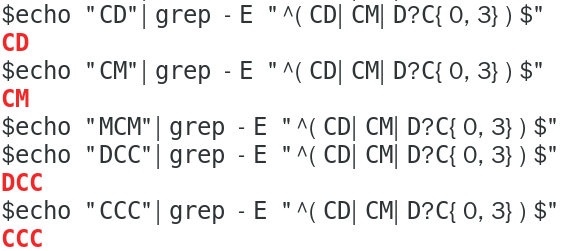 $echo "CD"| grep -E "^(CD|CM|D?C{0,3})$"
CD
$echo "CM"| grep -E "^(CD|CM|D?C{0,3})$"
CM
$echo "MCM"| grep -E "^(CD|CM|D?C{0,3})$"
$echo "DCC"| grep -E "^(CD|CM|D?C{0,3})$"
DCC
$echo "CCC"| grep -E "^(CD|CM|D?C{0,3})$"
CCC